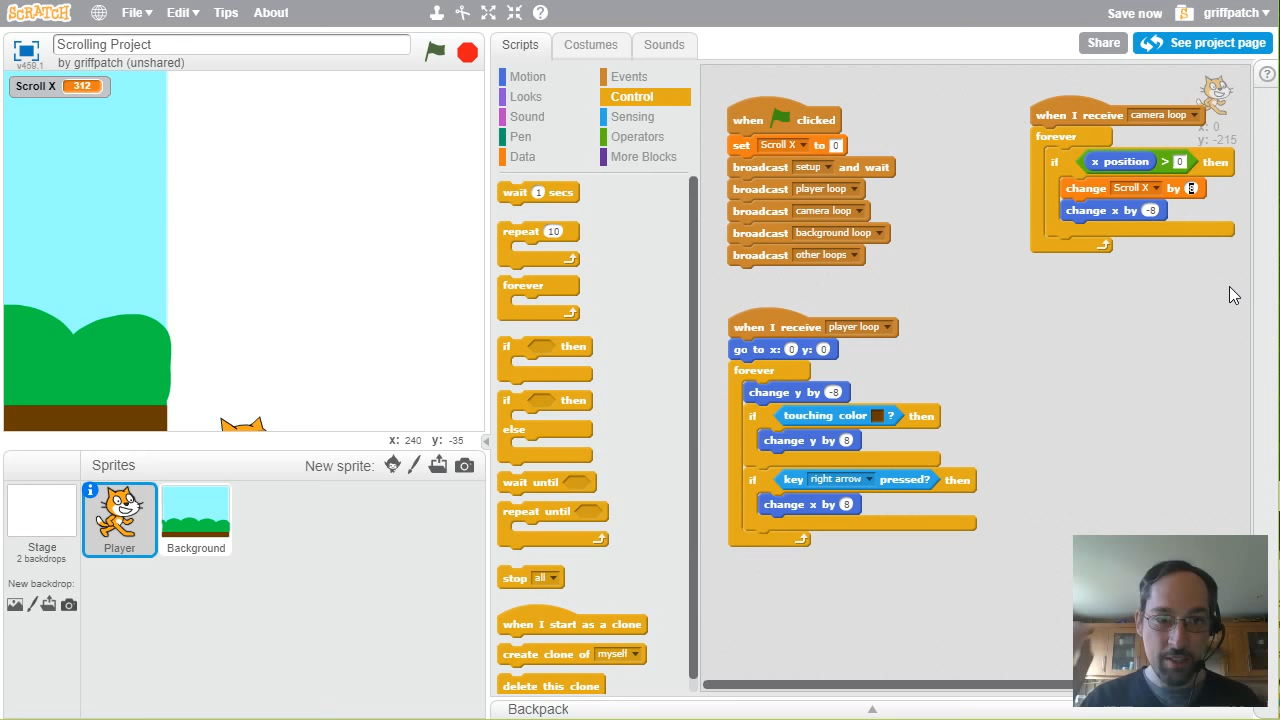 SCRATCH File Edit Tips About Save now griffpatch
Scrolling Project
by griffpatch (unshared)
v459.1
Scripts Costumes Sounds
Share See project page
Scroll X 312
Motion Events
Looks Control
Sound Sensing
Pen Operators
Data More Blocks
wait 1 secs
repeat 10
forever
if then
if then
else
wait until
repeat until
stop all
when I start as a clone
create clone of myself
delete this clone
when clicked
set Scroll X to 0
broadcast setup and wait
broadcast player loop
broadcast camera loop
broadcast background loop
broadcast other loops
when I receive player loop
go to x: 0 y: 0
forever
change y by -8
if touching color ? then
change y by 8
if key right arrow pressed? then
change x by 8
when I receive camera loop
forever
if x position > 0 then
change Scroll X by 8
change x by -8
x: 0
y: -215
x: 240 y: -35
Sprites New sprite:
Stage
2 backdrops
New backdrop:
Player
Background
Backpack